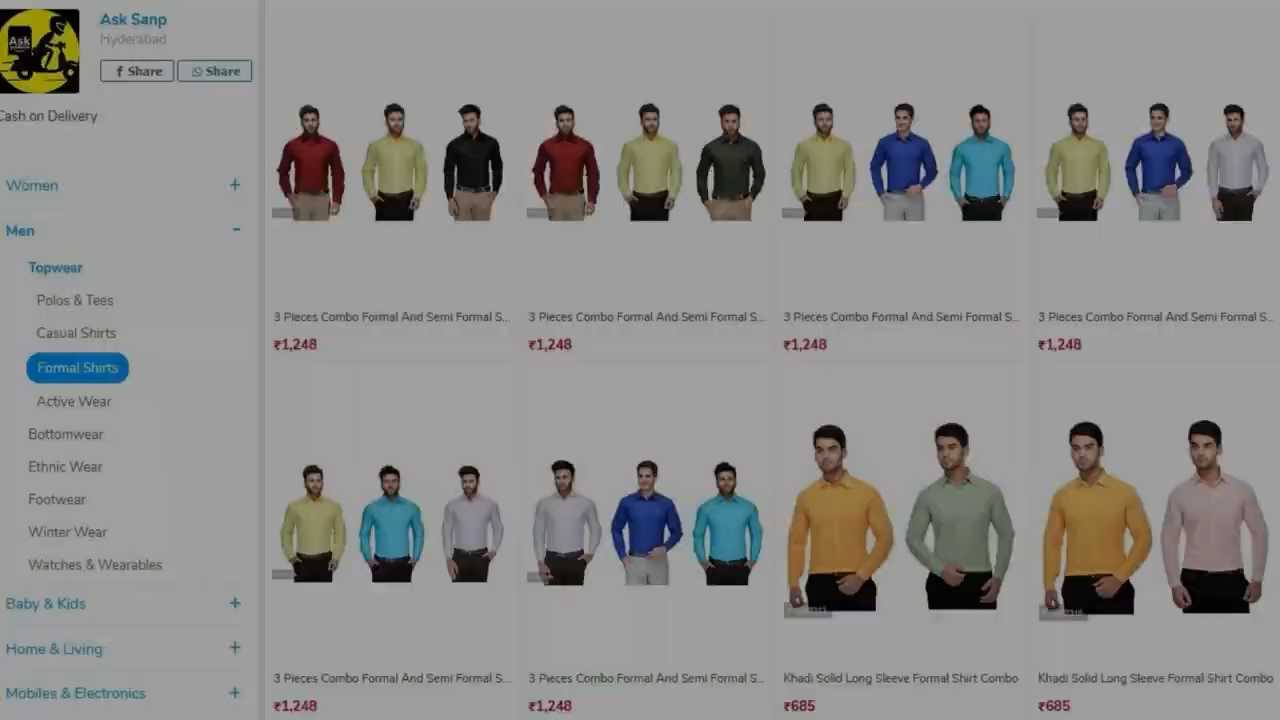 Ask Sanp
Hyderabad
Ask
Share
Share
Cash on Delivery
Women +
Men -
Topwear
Polos & Tees
Casual Shirts
Formal Shirts
Active Wear
Bottomwear
Ethnic Wear
Footwear
Winter Wear
Watches & Wearables
Baby & Kids +
Home & Living +
Mobiles & Electronics +
3 Pieces Combo Formal And Semi Formal S...
₹1,248
3 Pieces Combo Formal And Semi Formal S...
₹1,248
3 Pieces Combo Formal And Semi Formal S...
₹1,248
3 Pieces Combo Formal And Semi Formal S...
₹1,248
3 Pieces Combo Formal And Semi Formal S...
₹1,248
3 Pieces Combo Formal And Semi Formal S...
₹1,248
Khadi Solid Long Sleeve Formal Shirt Combo
₹685
Khadi Solid Long Sleeve Formal Shirt Combo
₹685